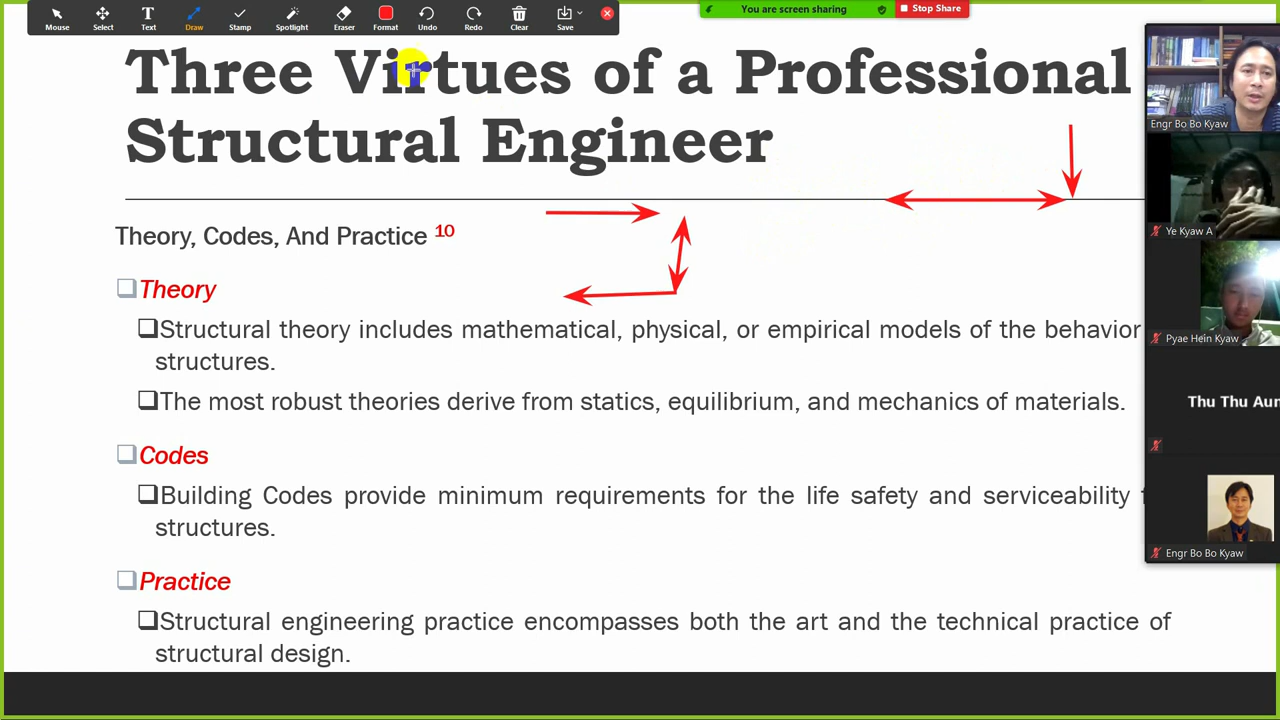 Mouse Select Text Draw Stamp Spotlight Eraser Format Undo Redo Clear Save
You are screen sharing Stop Share
Three Virtues of a Professional
Structural Engineer
Theory, Codes, And Practice 10
Theory
Structural theory includes mathematical, physical, or empirical models of the behavior
structures.
The most robust theories derive from statics, equilibrium, and mechanics of materials.
Codes
Building Codes provide minimum requirements for the life safety and serviceability
structures.
Practice
Structural engineering practice encompasses both the art and the technical practice of
structural design.
Engr Bo Bo Kyaw
Ye Kyaw A
Pyae Hein Kyaw
Thu Thu Aun
Engr Bo Bo Kyaw